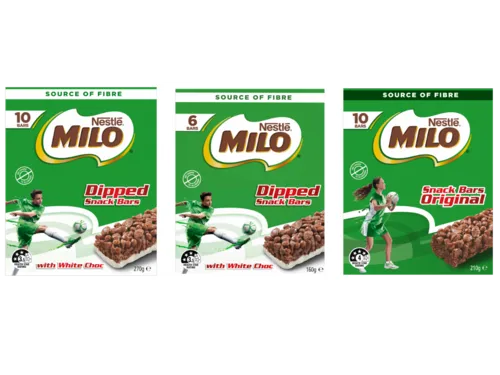 SOURCE OF FIBRE
10
BARS
Nestlé
MILO
Dipped
Snack Bars
with White Choc
270g ℮
SOURCE OF FIBRE
6
BARS
Nestlé
MILO
Dipped
Snack Bars
with White Choc
160g ℮
SOURCE OF FIBRE
10
BARS
Nestlé
MILO
Snack Bars
Original
210g ℮